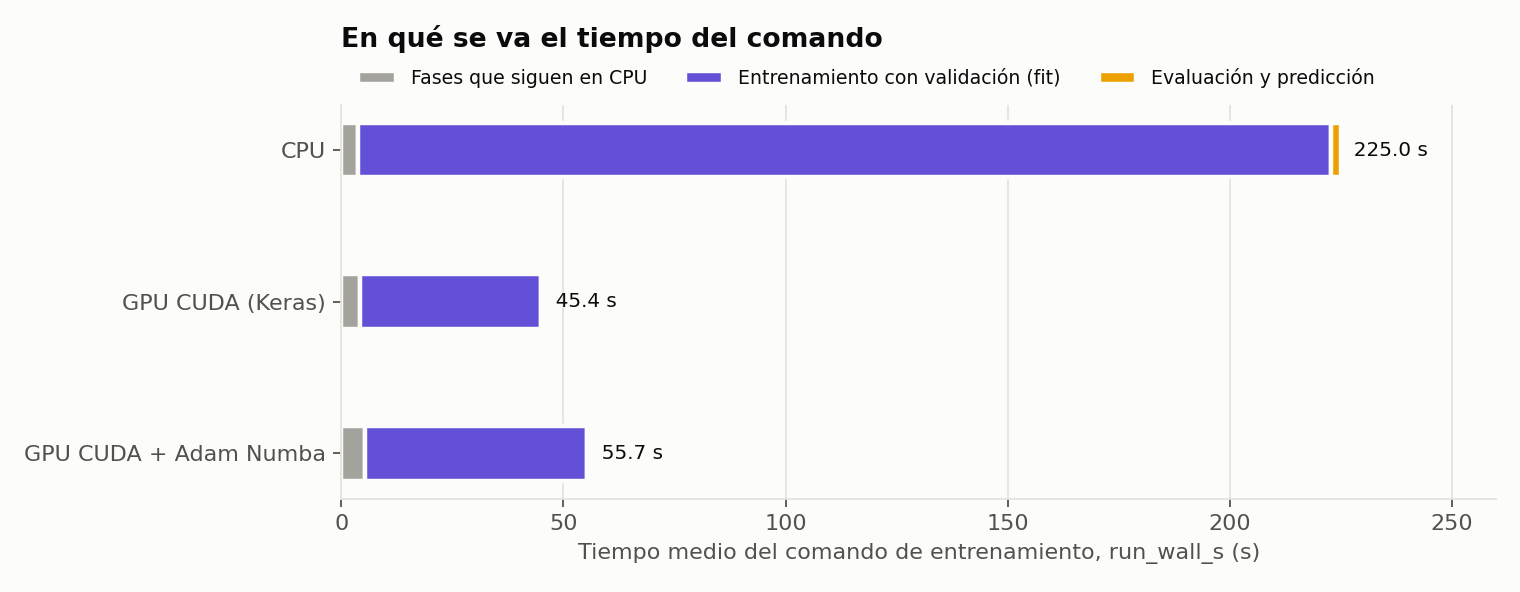 En qué se va el tiempo del comando
Fases que siguen en CPU Entrenamiento con validación (fit) Evaluación y predicción
CPU 225.0 s
GPU CUDA (Keras) 45.4 s
GPU CUDA + Adam Numba 55.7 s
0 50 100 150 200 250
Tiempo medio del comando de entrenamiento, run_wall_s (s)